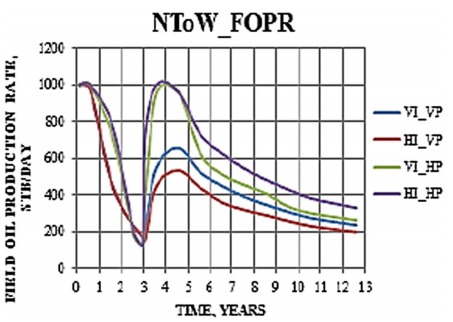 NToW_FOPR
FIELD OIL PRODUCTION RATE,
STB/DAY
1200
1000
800
600
400
200
0
0 1 2 3 4 5 6 7 8 9 10 11 12 13
TIME, YEARS
VI_VP
HI_VP
VI_HP
HI_HP